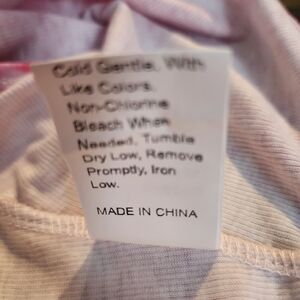 Cold Gentle, With
Like Colors,
Non-Chlorine
Bleach When
Needed, Tumble
Dry Low, Remove
Promptly, Iron
Low.
MADE IN CHINA